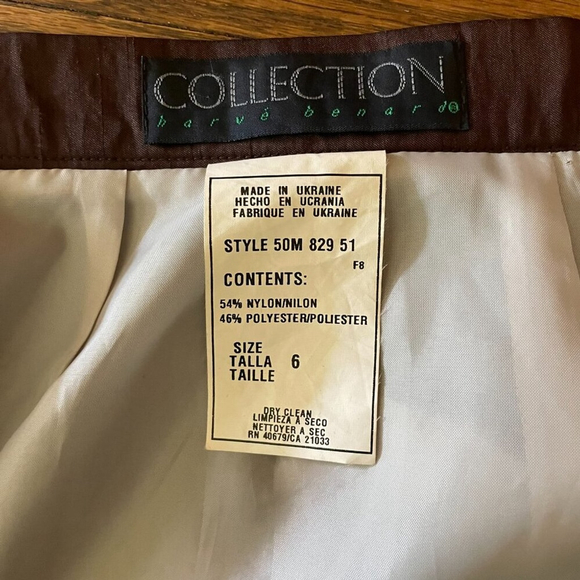 COLLECTION
harvé benard®
MADE IN UKRAINE
HECHO EN UCRANIA
FABRIQUE EN UKRAINE
STYLE 50M 829 51
F8
CONTENTS:
54% NYLON/NILON
46% POLYESTER/POLIESTER
SIZE
TALLA 6
TAILLE
DRY CLEAN
LIMPIEZA A SECO
NETTOYER A SEC
RN 40679/CA 21033